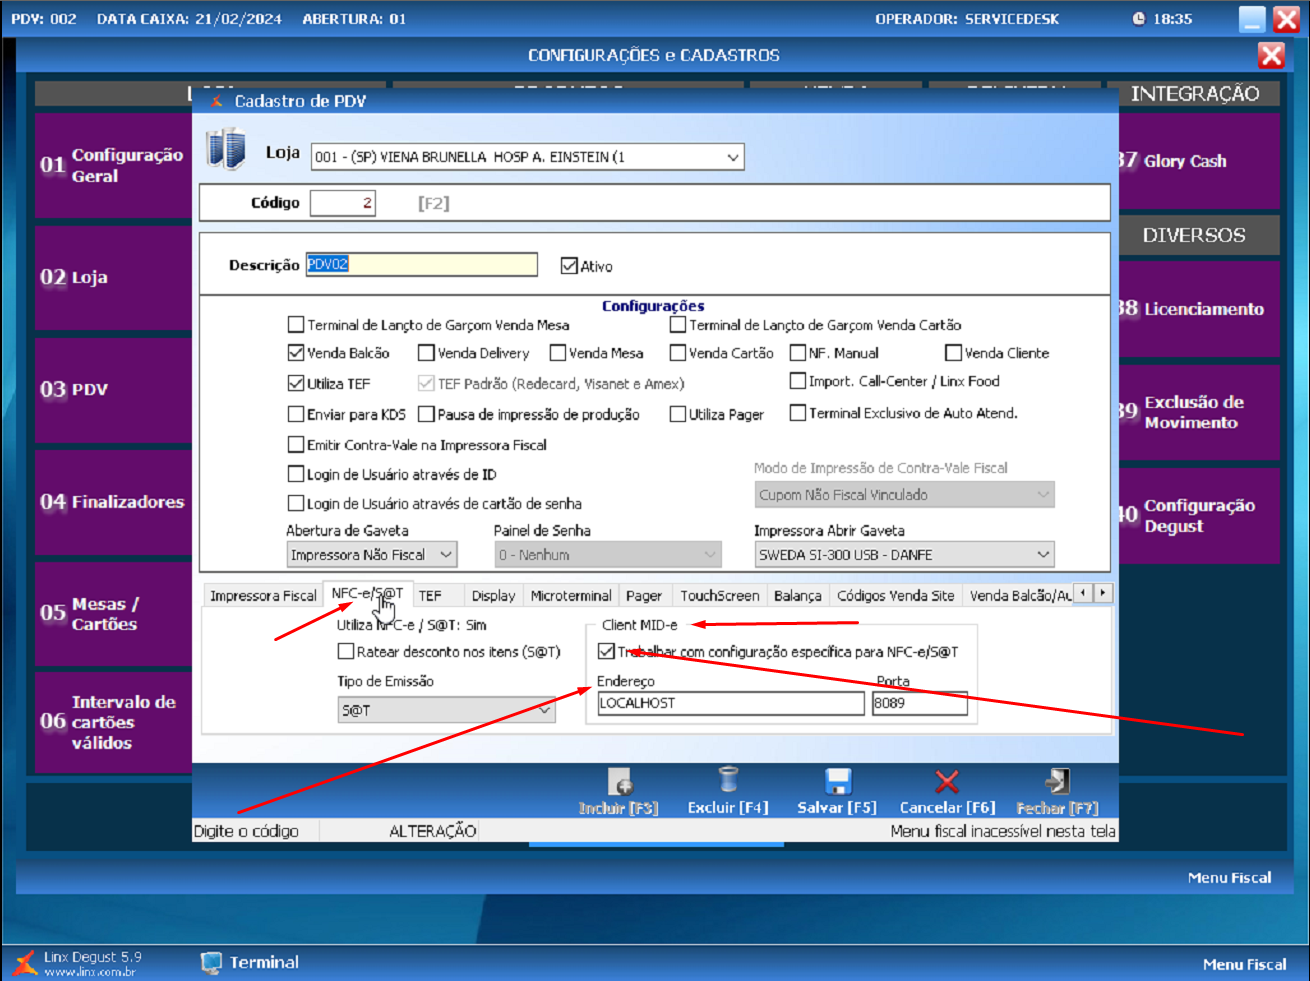 PDV: 002 DATA CAIXA: 21/02/2024 ABERTURA: 01 OPERADOR: SERVICEDESK 18:35
CONFIGURAÇÕES e CADASTROS
INTEGRAÇÃO
Cadastro de PDV
01 Configuração
Geral
Loja 001 - (SP) VIENA BRUNELLA HOSP A. EINSTEIN (1
37 Glory Cash
Código 2 [F2]
DIVERSOS
02 Loja
Descrição PDV02 Ativo
38 Licenciamento
Configurações
Terminal de Lançto de Garçom Venda Mesa Terminal de Lançto de Garçom Venda Cartão
Venda Balcão Venda Delivery Venda Mesa Venda Cartão NF. Manual Venda Cliente
03 PDV
Utiliza TEF TEF Padrão (Redecard, Visanet e Amex) Import. Call-Center / Linx Food
39 Exclusão de
Movimento
Enviar para KDS Pausa de impressão de produção Utiliza Pager Terminal Exclusivo de Auto Atend.
Emitir Contra-Vale na Impressora Fiscal
Login de Usuário através de ID Modo de Impressão de Contra-Vale Fiscal
Cupom Não Fiscal Vinculado
04 Finalizadores
Login de Usuário através de cartão de senha
40 Configuração
Degust
Abertura de Gaveta Painel de Senha Impressora Abrir Gaveta
Impressora Não Fiscal 0 - Nenhum SWEDA SI-300 USB - DANFE
Impressora Fiscal NFC-e/S@T TEF Display Microterminal Pager TouchScreen Balança Códigos Venda Site Venda Balcão/Au
05 Mesas /
Cartões
Utiliza NFC-e / S@T: Sim Client MID-e
Ratear desconto nos itens (S@T) Trabalhar com configuração específica para NFC-e/S@T
Tipo de Emissão Endereço Porta
S@T LOCALHOST 8089
06 Intervalo de
cartões
válidos
Incluir [F3] Excluir [F4] Salvar [F5] Cancelar [F6] Fechar [F7]
Digite o código ALTERAÇÃO Menu fiscal inacessível nesta tela
Menu Fiscal
Linx Degust 5.9
www.linx.com.br
Terminal
Menu Fiscal